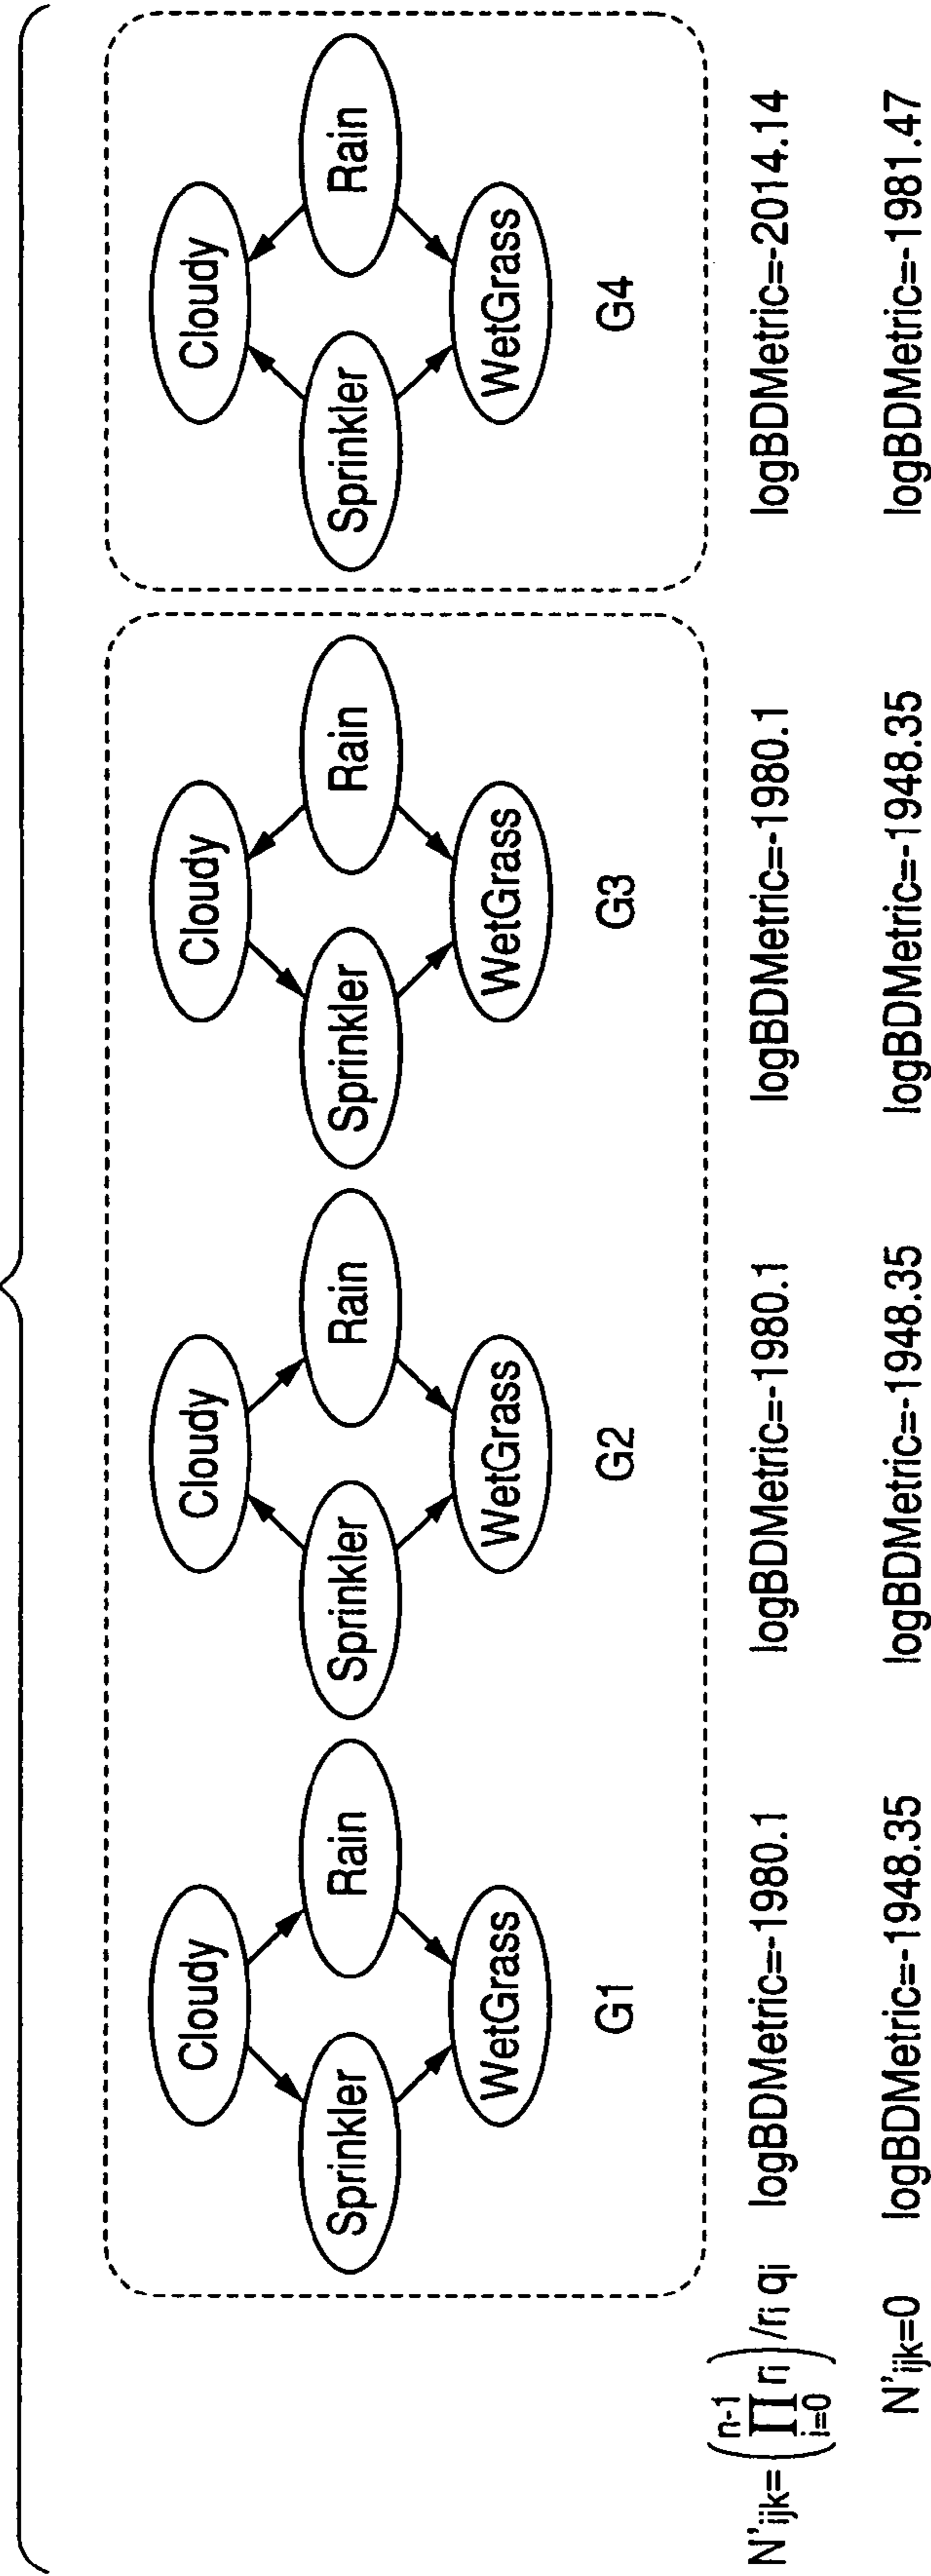 Cloudy
Sprinkler
Rain
WetGrass
G1
Cloudy
Sprinkler
Rain
WetGrass
G2
Cloudy
Sprinkler
Rain
WetGrass
G3
Cloudy
Sprinkler
Rain
WetGrass
G4
N'ijk=(∏ n-1 i=0 ri)/ri qi logBDMetric=-1980.1 logBDMetric=-1980.1 logBDMetric=-1980.1 logBDMetric=-2014.14
N'ijk=0 logBDMetric=-1948.35 logBDMetric=-1948.35 logBDMetric=-1948.35 logBDMetric=-1981.47